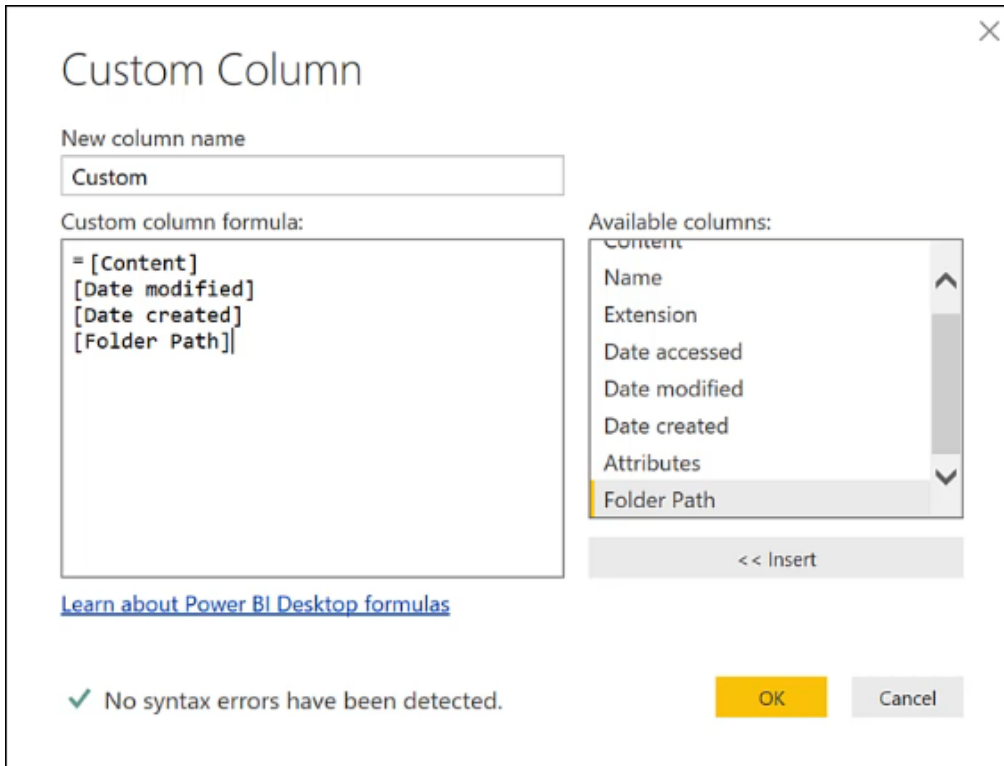 Custom Column
New column name
Custom
Custom column formula:
= [Content]
[Date modified]
[Date created]
[Folder Path]
Available columns:
Content
Name
Extension
Date accessed
Date modified
Date created
Attributes
Folder Path
<< Insert
Learn about Power BI Desktop formulas
No syntax errors have been detected.
OK
Cancel